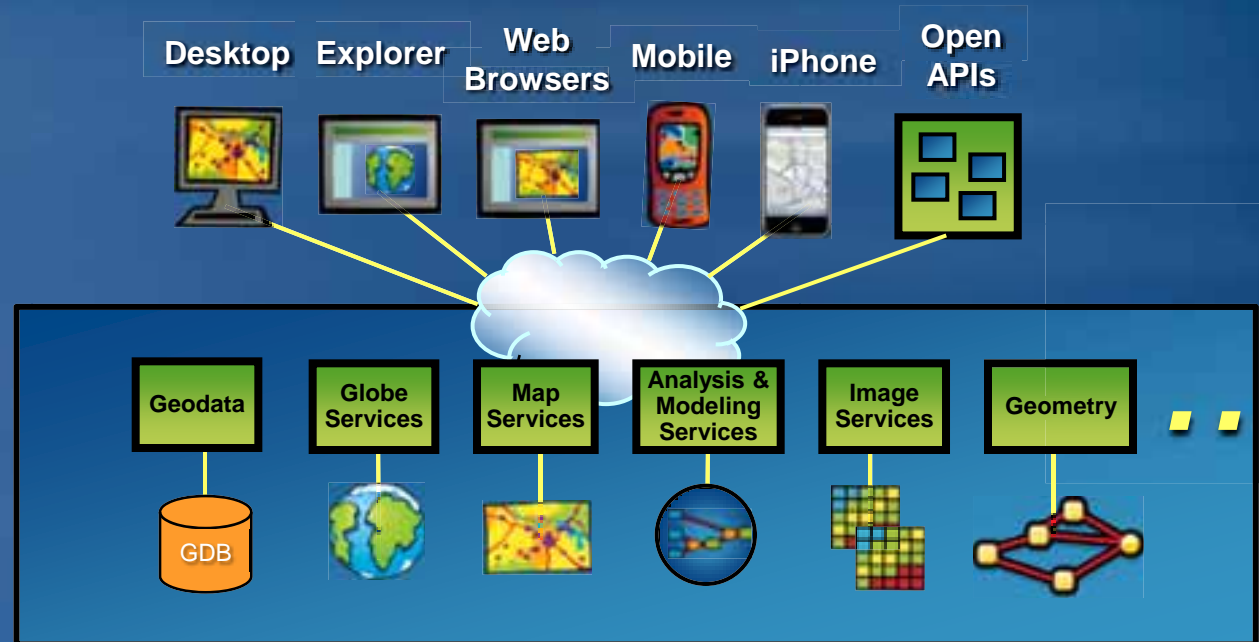 Desktop
Explorer
Web
Browsers
Mobile
iPhone
Open
APIs
Geodata
Globe
Services
Map
Services
Analysis &
Modeling
Services
Image
Services
Geometry
..
GDB